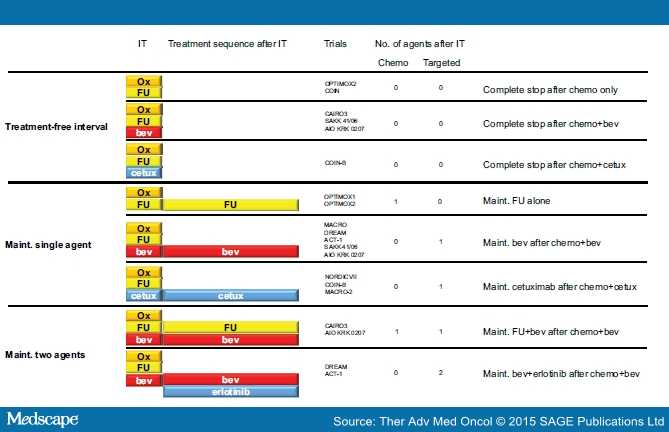 IT Treatment sequence after IT Trials No. of agents after IT
Chemo Targeted
Treatment-free interval
Ox
FU
OPTIMOX2
COIN
0 0 Complete stop after chemo only
Ox
FU
bev
CAIRO3
SAKK 41/06
AIO KRK 0207
0 0 Complete stop after chemo+bev
Ox
FU
cetux
COIN-B
0 0 Complete stop after chemo+cetux
Maint. single agent
Ox
FU FU
OPTIMOX1
OPTIMOX2
1 0 Maint. FU alone
Ox
FU
bev bev
MACRO
DREAM
ACT-1
SAKK 41/06
AIO KRK 0207
0 1 Maint. bev after chemo+bev
Ox
FU
cetux cetux
NORDICVII
COIN-B
MACRO-2
0 1 Maint. cetuximab after chemo+cetux
Maint. two agents
Ox
FU FU
bev bev
CAIRO3
AIO KRK 0207
1 1 Maint. FU+bev after chemo+bev
Ox
FU
bev bev
erlotinib
DREAM
ACT-1
0 2 Maint. bev+erlotinib after chemo+bev
Medscape
Source: Ther Adv Med Oncol © 2015 SAGE Publications Ltd